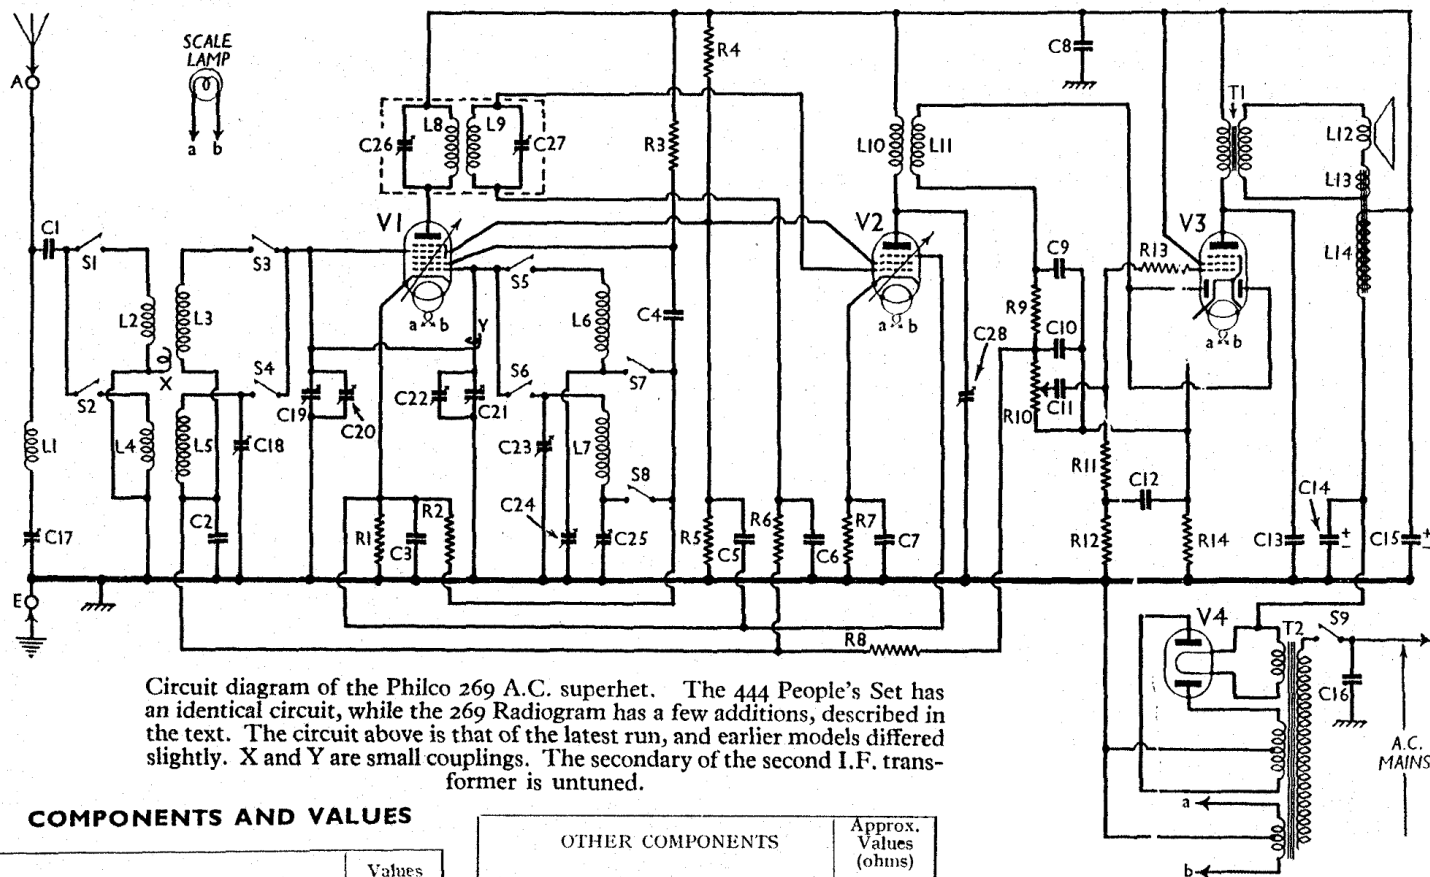 SCALE
LAMP
A
a b
C1
S1
S2
L1
C17
E
L2
X
L4
L3
L5
C2
S3
S4
C18
C19
C20
C26
L8
L9
C27
V1
a b
Y
C22
C21
R1
C3
R2
S5
S6
L6
S7
C23
L7
S8
C24
C25
R3
R4
C4
R5
C5
R6
C6
R7
C7
L10
L11
V2
a b
C28
C8
C9
R9
C10
C11
R10
R8
R11
C12
R12
R14
R13
V3
a b
T1
L12
L13
L14
C13
C14
+
−
C15
+
−
V4
T2
S9
C16
A.C.
MAINS
a
b
Circuit diagram of the Philco 269 A.C. superhet. The 444 People's Set has
an identical circuit, while the 269 Radiogram has a few additions, described in
the text. The circuit above is that of the latest run, and earlier models differed
slightly. X and Y are small couplings. The secondary of the second I.F. trans-
former is untuned.
COMPONENTS AND VALUES
Values
OTHER COMPONENTS
Approx.
Values
(ohms)